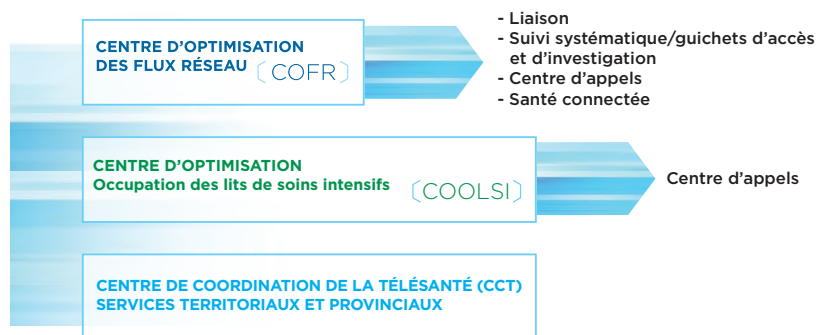 CENTRE D'OPTIMISATION
DES FLUX RÉSEAU (COFR)
- Liaison
- Suivi systématique/guichets d'accès
et d'investigation
- Centre d'appels
- Santé connectée
CENTRE D'OPTIMISATION
Occupation des lits de soins intensifs (COOLSI)
Centre d'appels
CENTRE DE COORDINATION DE LA TÉLÉSANTÉ (CCT)
SERVICES TERRITORIAUX ET PROVINCIAUX